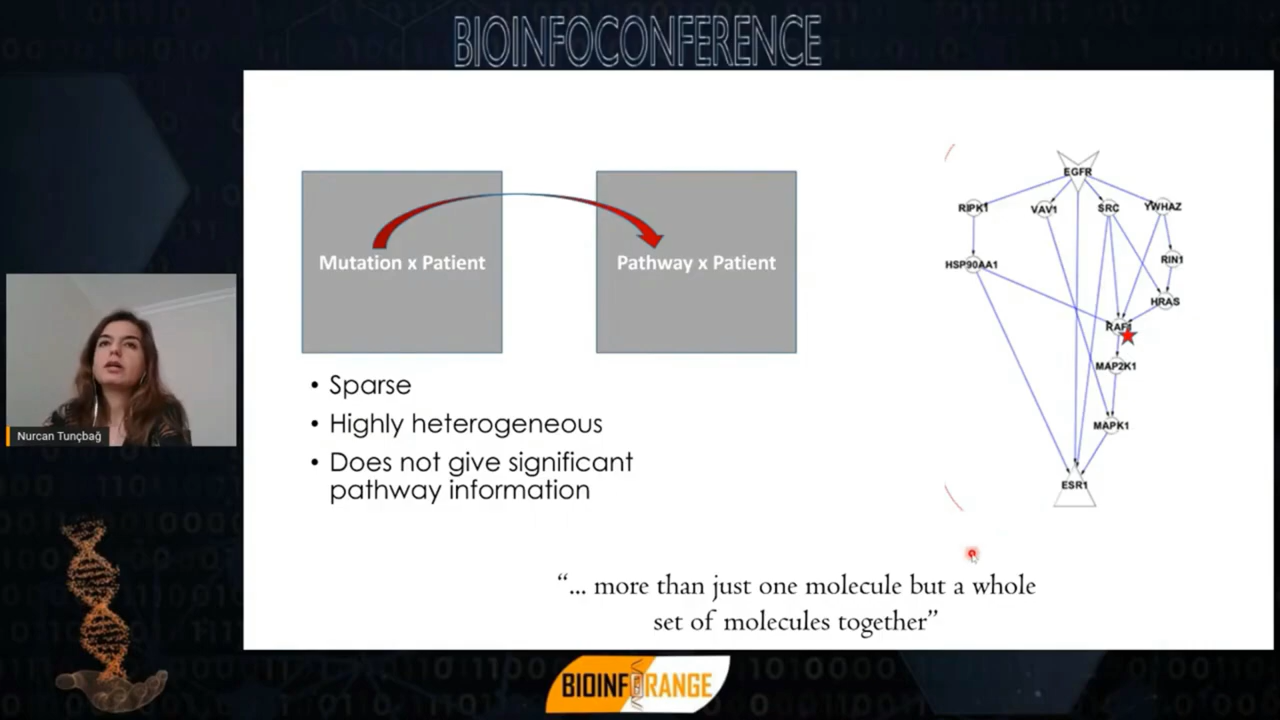 BIOINFOCONFERENCE
Mutation x Patient
Pathway x Patient
• Sparse
• Highly heterogeneous
• Does not give significant
pathway information
EGFR
RIPK1
VAV1
SRC
YWHAZ
HSP90AA1
RIN1
HRAS
RAF1
MAP2K1
MAPK1
ESR1
Nurcan Tunçbağ
“... more than just one molecule but a whole
set of molecules together”
BIOINFORANGE